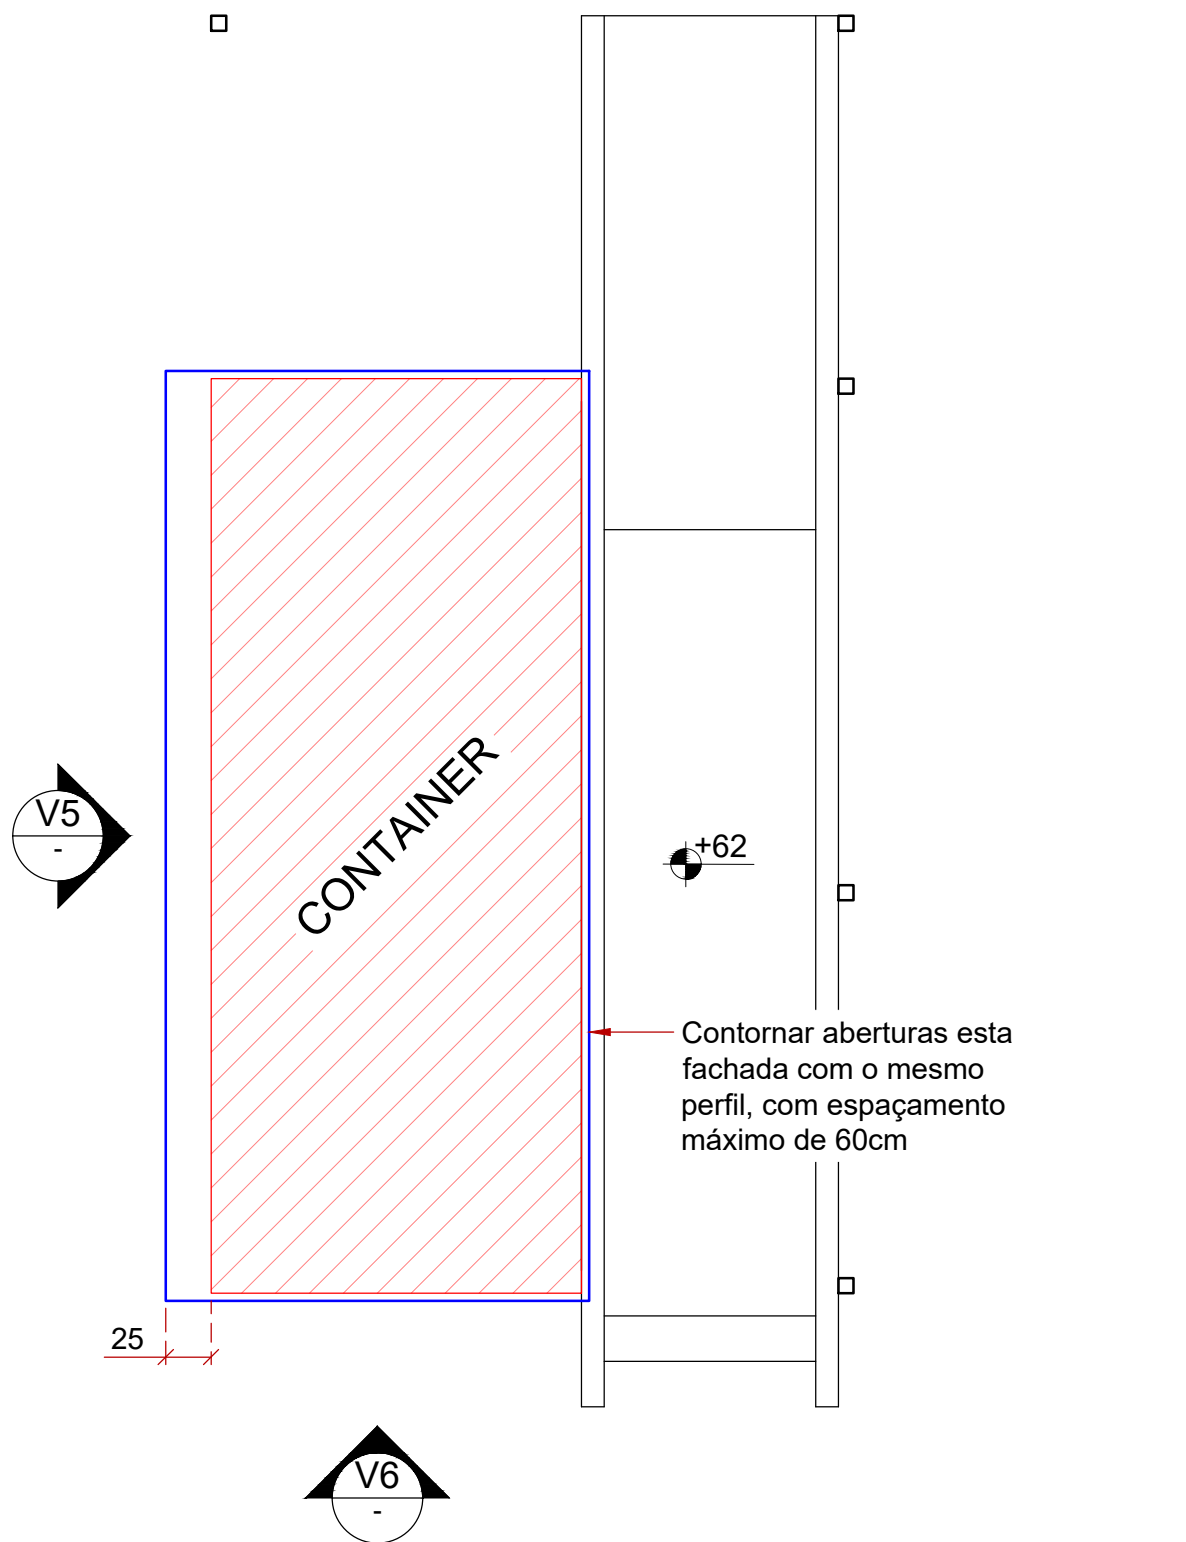 CONTAINER
V5
-
+62
Contornar aberturas esta
fachada com o mesmo
perfil, com espaçamento
máximo de 60cm
25
V6
-